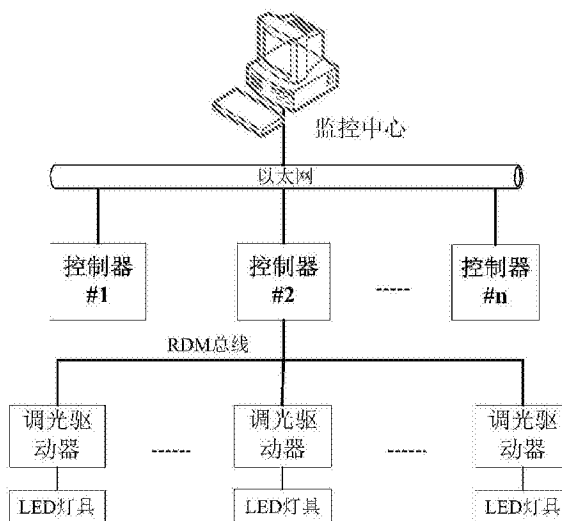 监控中心
以太网
控制器
#1
控制器
#2
控制器
#n
RDM总线
调光驱
动器
调光驱
动器
调光驱
动器
LED灯具
LED灯具
LED灯具